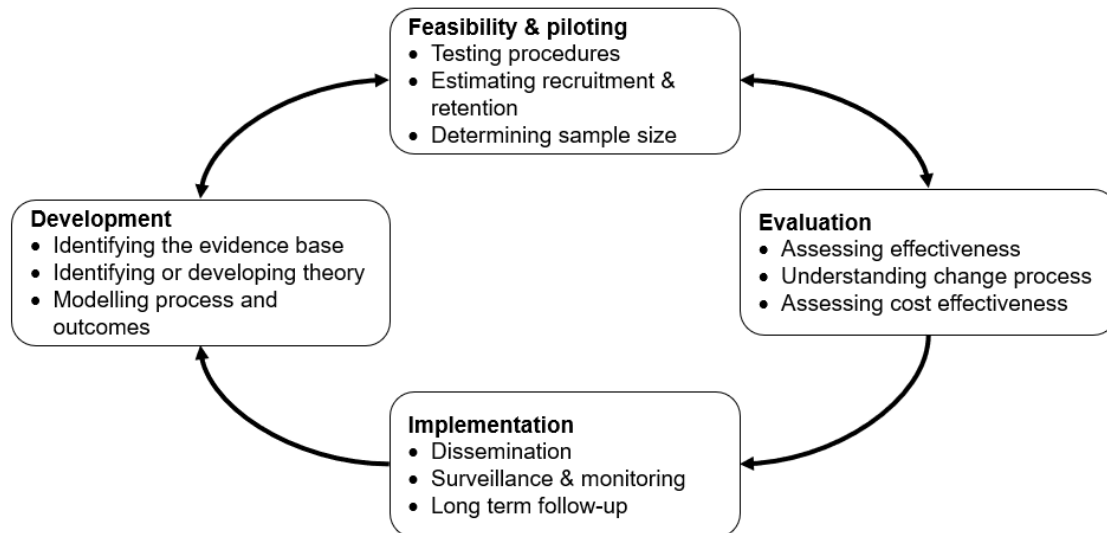 Feasibility & piloting
• Testing procedures
• Estimating recruitment &
retention
• Determining sample size
Development
• Identifying the evidence base
• Identifying or developing theory
• Modelling process and
outcomes
Evaluation
• Assessing effectiveness
• Understanding change process
• Assessing cost effectiveness
Implementation
• Dissemination
• Surveillance & monitoring
• Long term follow-up